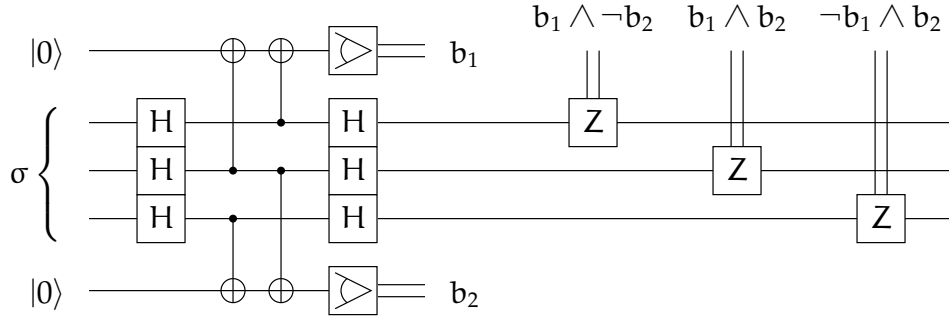 b₁ ∧ ¬b₂ b₁ ∧ b₂ ¬b₁ ∧ b₂
|0⟩ b₁
H H Z
σ H H Z
H H Z
|0⟩ b₂